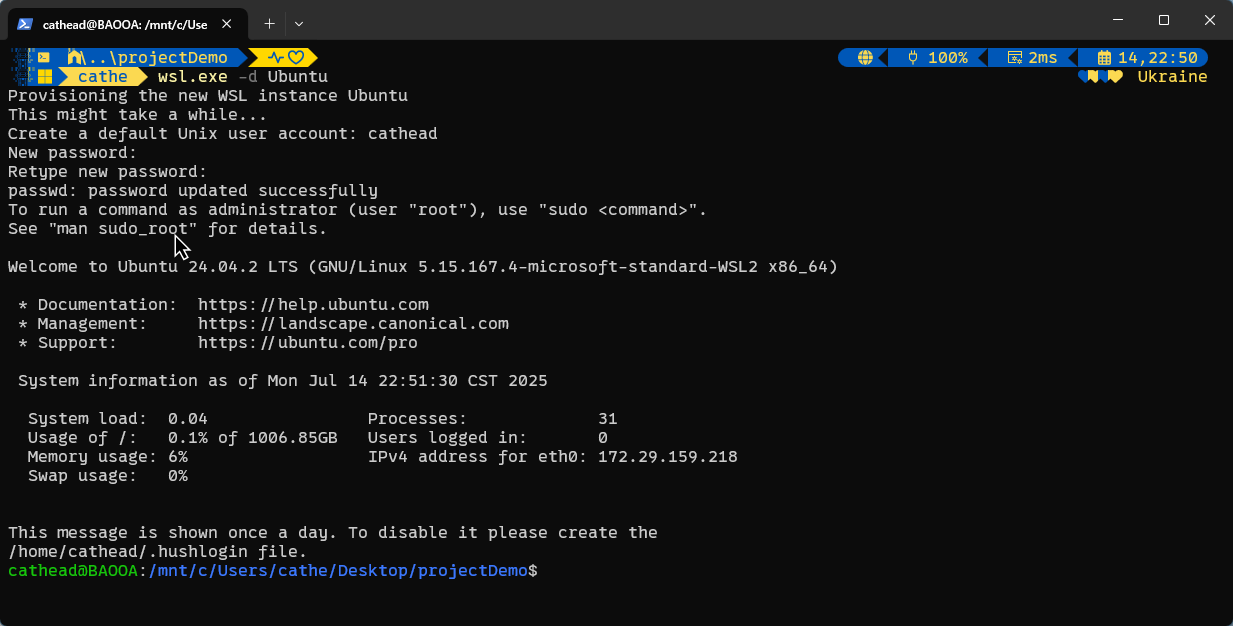 cathead@BAOOA: /mnt/c/Use
\..\projectDemo 100% 2ms 14,22:50
cathe wsl.exe -d Ubuntu Ukraine
Provisioning the new WSL instance Ubuntu
This might take a while...
Create a default Unix user account: cathead
New password:
Retype new password:
passwd: password updated successfully
To run a command as administrator (user "root"), use "sudo <command>".
See "man sudo_root" for details.
Welcome to Ubuntu 24.04.2 LTS (GNU/Linux 5.15.167.4-microsoft-standard-WSL2 x86_64)
* Documentation: https://help.ubuntu.com
* Management: https://landscape.canonical.com
* Support: https://ubuntu.com/pro
System information as of Mon Jul 14 22:51:30 CST 2025
System load: 0.04 Processes: 31
Usage of /: 0.1% of 1006.85GB Users logged in: 0
Memory usage: 6% IPv4 address for eth0: 172.29.159.218
Swap usage: 0%
This message is shown once a day. To disable it please create the
/home/cathead/.hushlogin file.
cathead@BAOOA:/mnt/c/Users/cathe/Desktop/projectDemo$